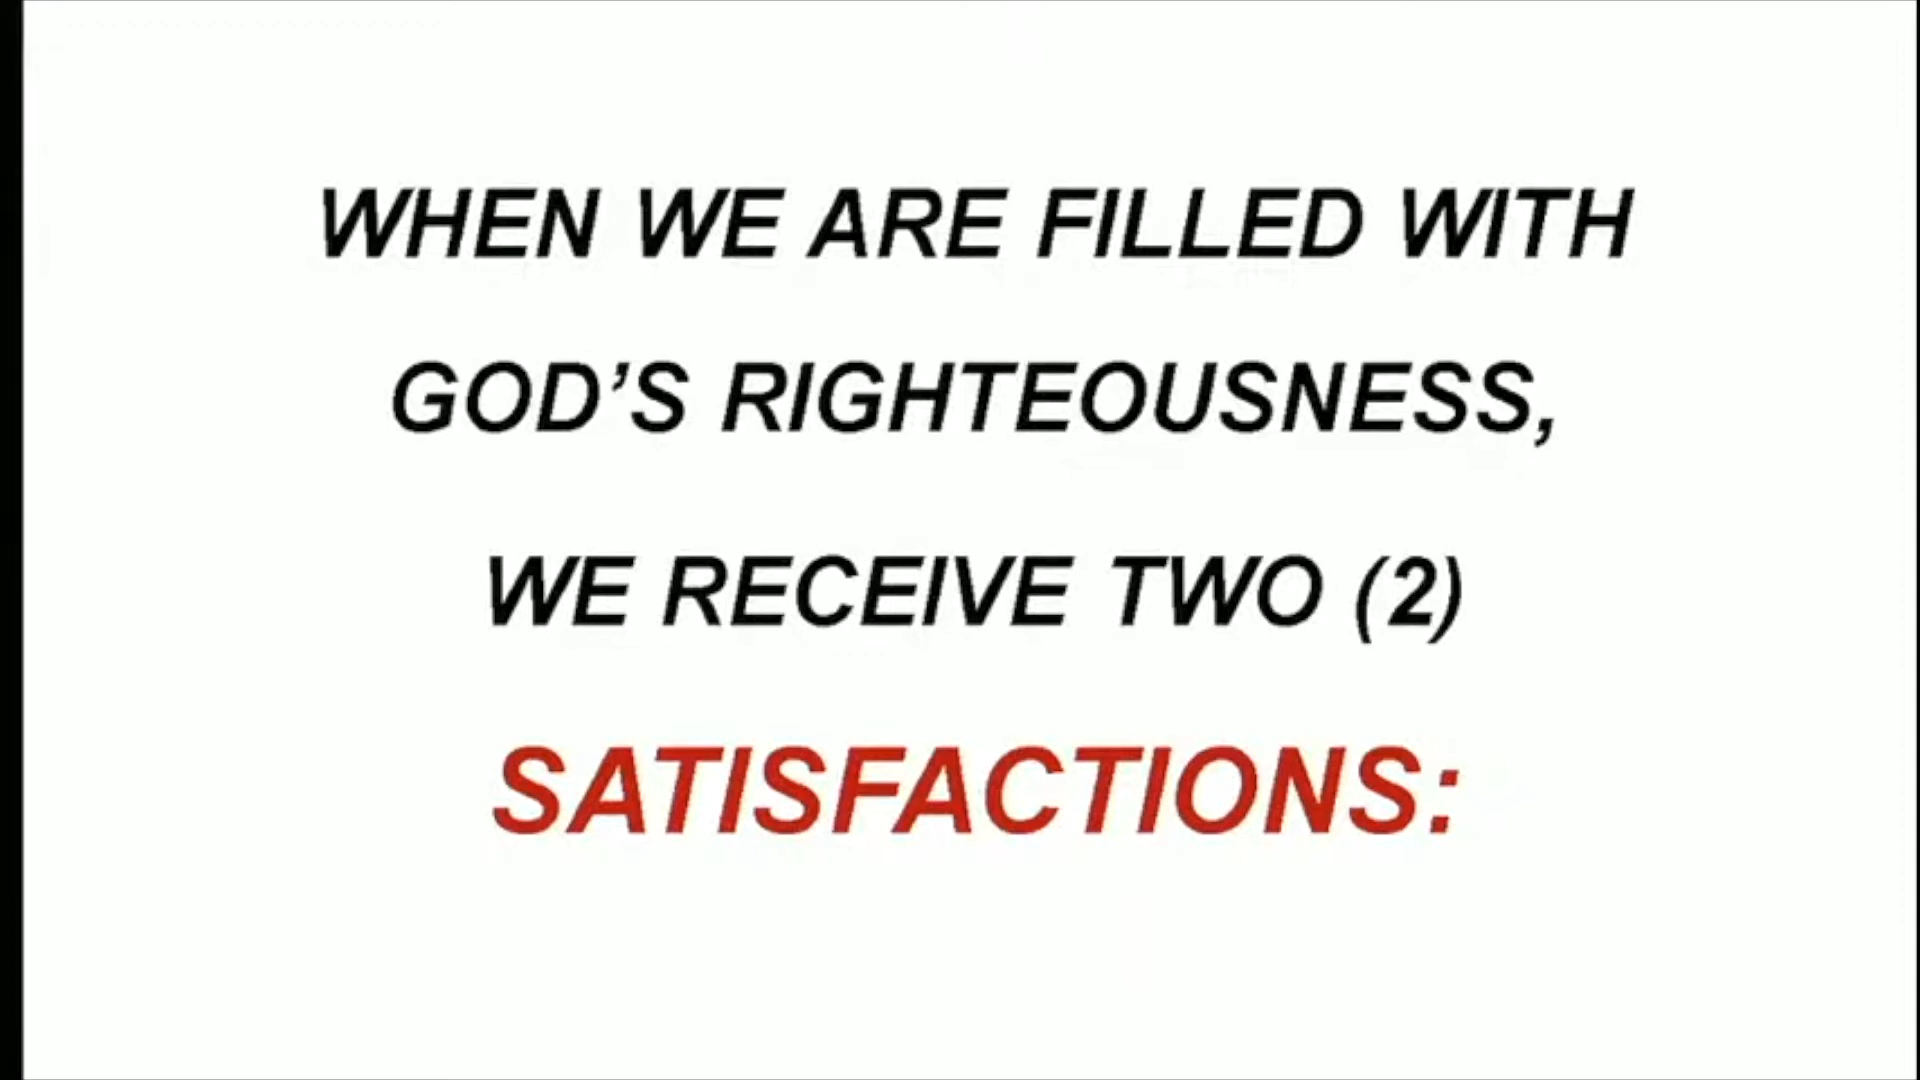 WHEN WE ARE FILLED WITH
GOD’S RIGHTEOUSNESS,
WE RECEIVE TWO (2)
SATISFACTIONS: